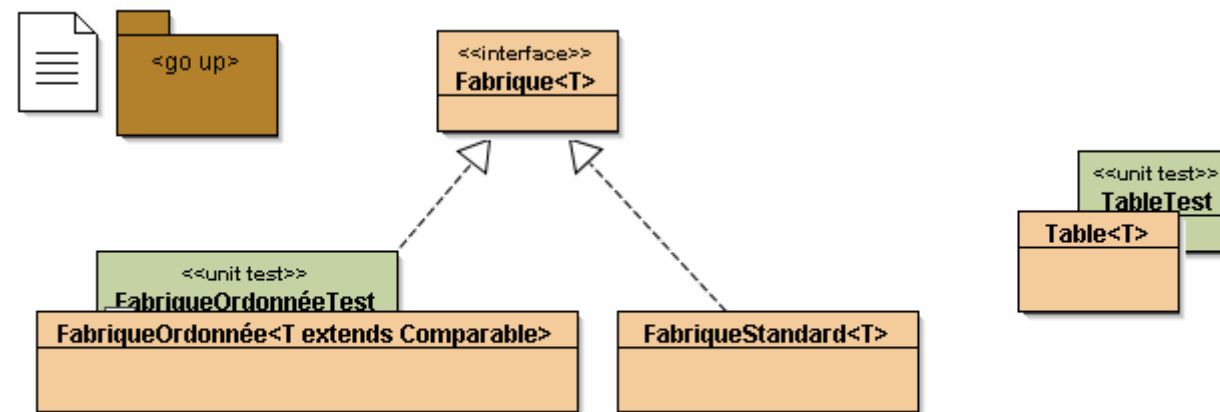 <go up>
<<interface>>
Fabrique<T>
<<unit test>>
TableTest
Table<T>
<<unit test>>
FabriqueOrdonnéeTest
FabriqueOrdonnée<T extends Comparable>
FabriqueStandard<T>